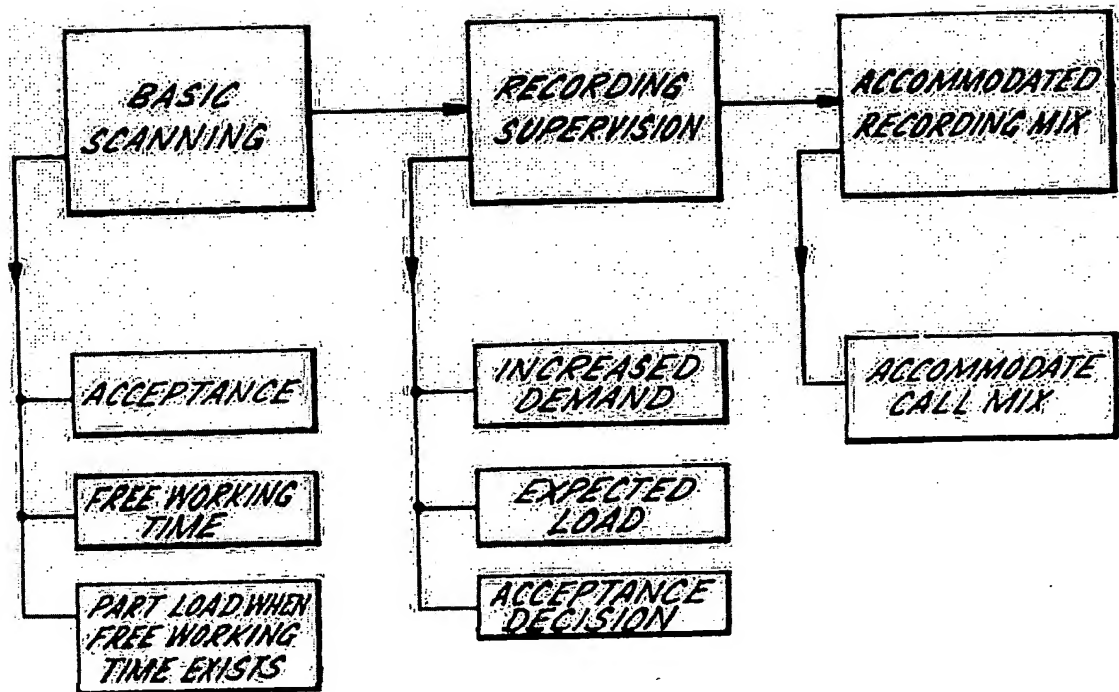 BASIC
SCANNING
RECORDING
SUPERVISION
ACCOMMODATED
RECORDING MIX
ACCEPTANCE
FREE WORKING
TIME
PART LOAD WHEN
FREE WORKING
TIME EXISTS
INCREASED
DEMAND
EXPECTED
LOAD
ACCEPTANCE
DECISION
ACCOMMODATE
CALL MIX